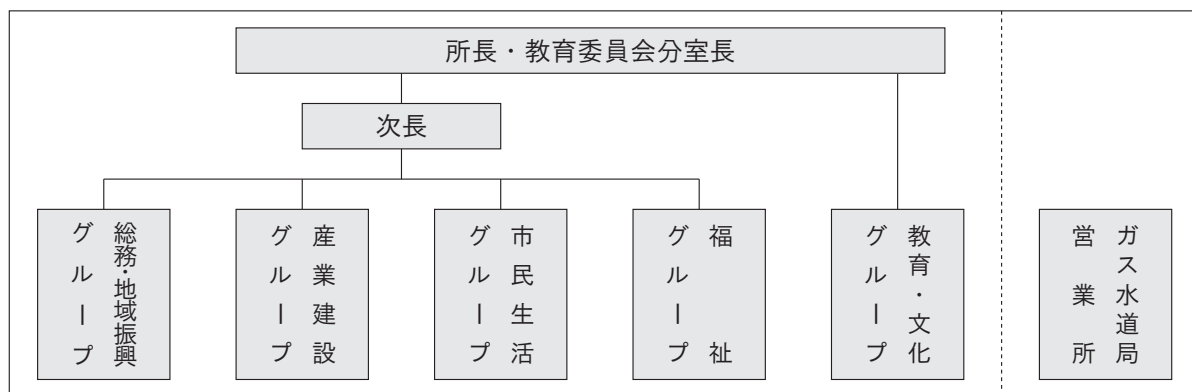 所長・教育委員会分室長
次長
総務・地域振興
グループ
産業建設
グループ
市民生活
グループ
福祉
グループ
教育・文化
グループ
ガス水道局
営業所